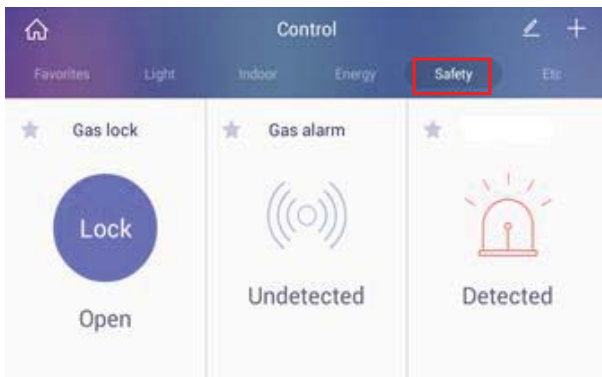 Control
Favorites Light Indoor Energy Safety Etc
Gas lock
Lock
Open
Gas alarm
Undetected
Detected